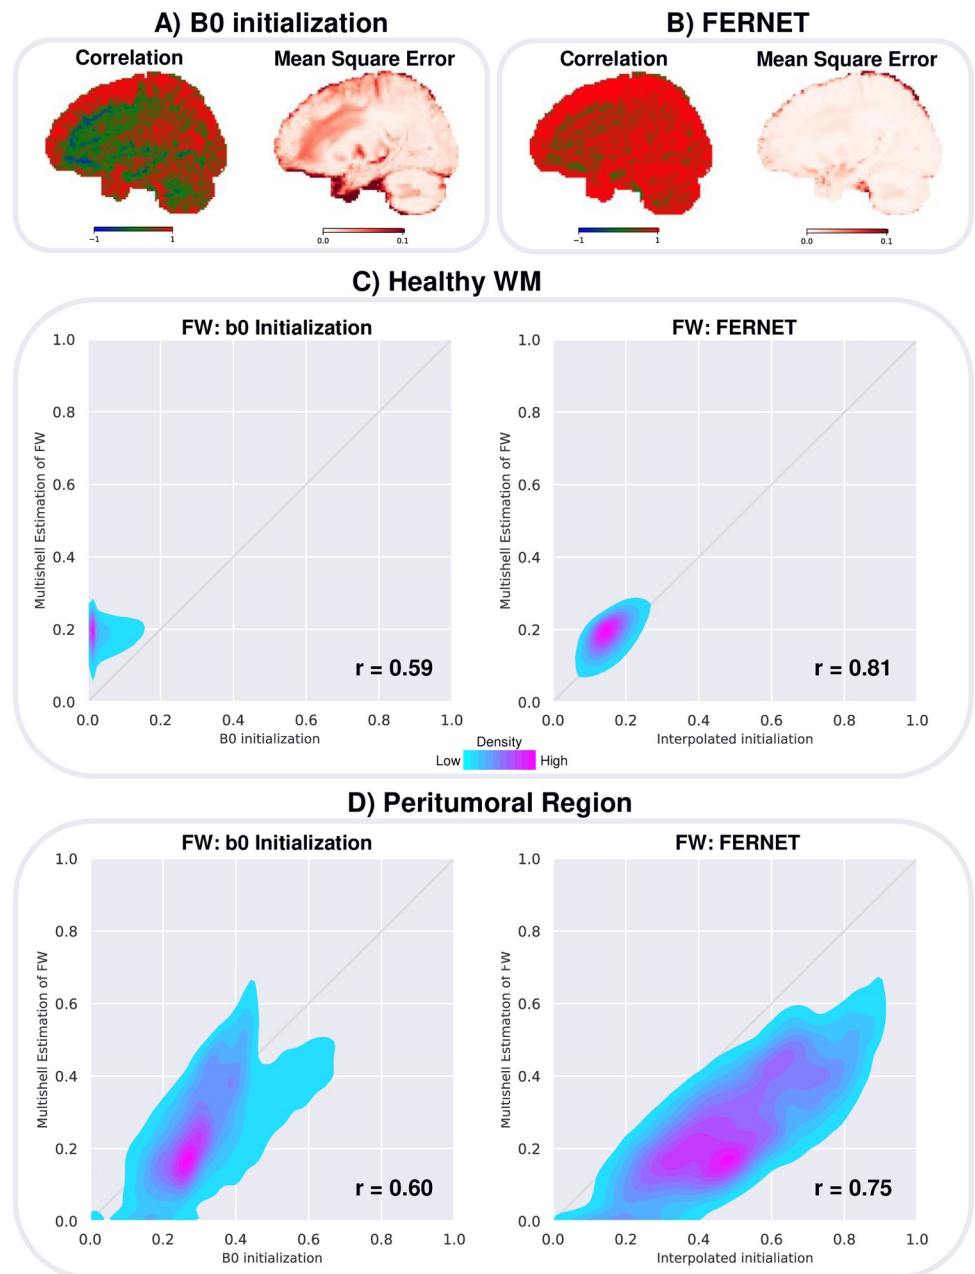 A) B0 initialization
B) FERNET
Correlation
Mean Square Error
Correlation
Mean Square Error
−1
1
0.0
0.1
−1
1
0.0
0.1
C) Healthy WM
FW: b0 Initialization
FW: FERNET
1.0
0.8
0.6
0.4
0.2
0.0
Multishell Estimation of FW
r = 0.59
0.0 0.2 0.4 0.6 0.8 1.0
B0 initialization
1.0
0.8
0.6
0.4
0.2
0.0
Multishell Estimation of FW
r = 0.81
0.0 0.2 0.4 0.6 0.8 1.0
Interpolated initialiation
Density
Low High
D) Peritumoral Region
FW: b0 Initialization
FW: FERNET
1.0
0.8
0.6
0.4
0.2
0.0
Multishell Estimation of FW
r = 0.60
0.0 0.2 0.4 0.6 0.8 1.0
B0 initialization
1.0
0.8
0.6
0.4
0.2
0.0
Multishell Estimation of FW
r = 0.75
0.0 0.2 0.4 0.6 0.8 1.0
Interpolated initialiation